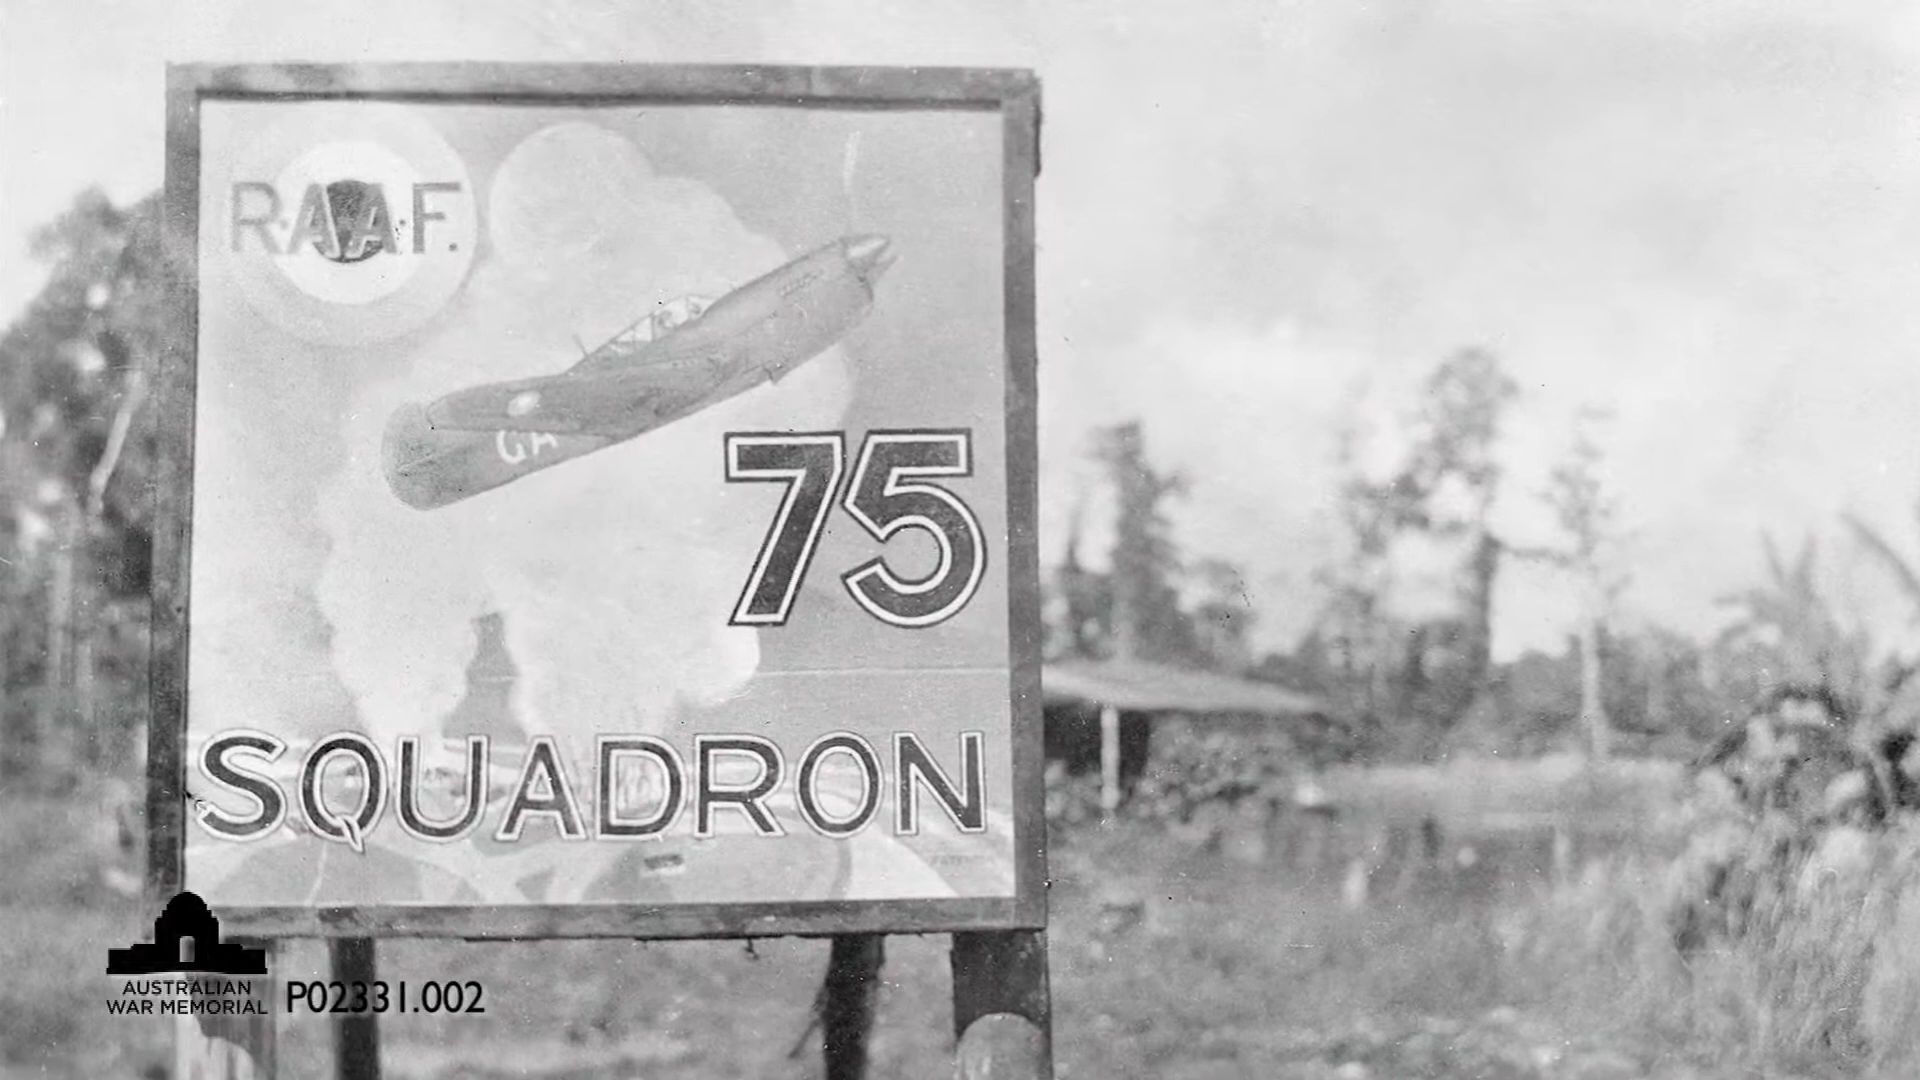 R.A.A.F.
GA
75
SQUADRON
AUSTRALIAN
WAR MEMORIAL
P02331.002